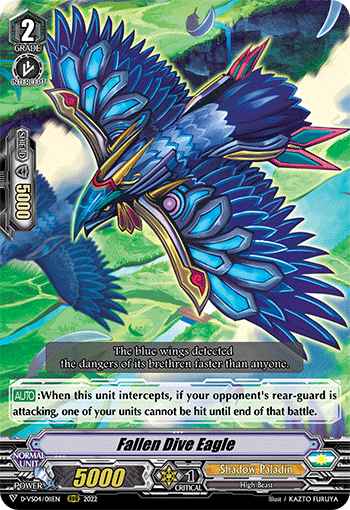 2
GRADE
INTERCEPT
SHIELD
5000
The blue wings detected
the dangers of its brethren faster than anyone.
AUTO:When this unit intercepts, if your opponent's rear-guard is
attacking, one of your units cannot be hit until end of that battle.
Fallen Dive Eagle
NORMAL
UNIT
POWER
5000
1
CRITICAL
Shadow Paladin
High Beast
D-VS04/011EN RRR 2022
Illust / KAZTO FURUYA